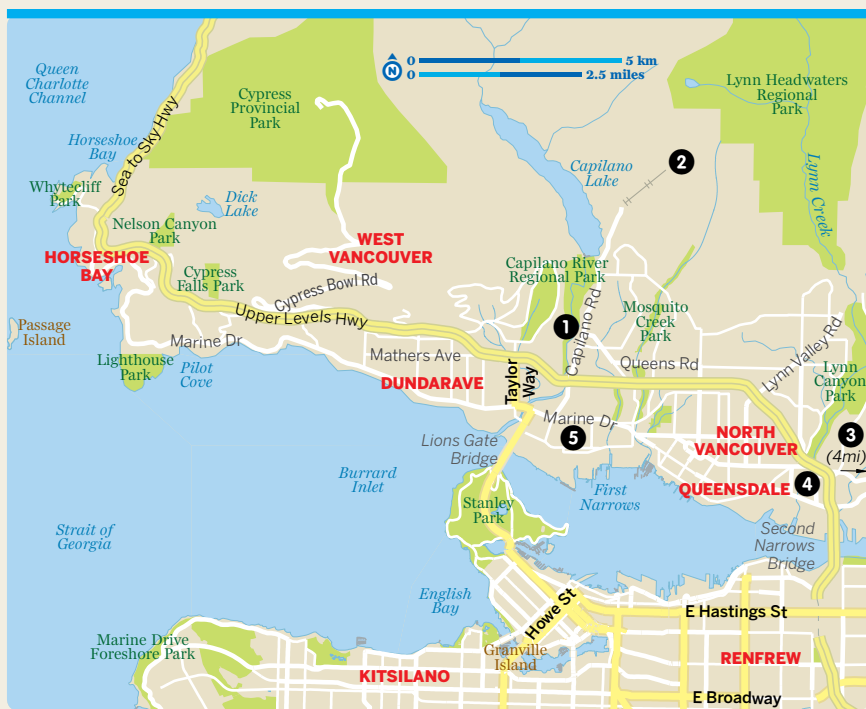 0 5 km
N
0 2.5 miles
Queen
Charlotte
Channel
Cypress
Provincial
Park
Lynn Headwaters
Regional
Park
Horseshoe
Bay
Sea to Sky Hwy
Capilano
Lake
2
Lynn Creek
Whytecliff
Park
Dick
Lake
Nelson Canyon
Park
HORSESHOE
BAY
WEST
VANCOUVER
Cypress
Falls Park
Cypress Bowl Rd
Capilano River
Regional Park
Capilano Rd
Mosquito
Creek
Park
Upper Levels Hwy
1
Passage
Island
Marine Dr
Lynn Valley Rd
Lighthouse
Park
Pilot
Cove
Mathers Ave
Queens Rd
Lynn
Canyon
Park
DUNDARAVE
Taylor
Way
Marine Dr
5
NORTH
VANCOUVER
3
(4mi)
Lions Gate
Bridge
Burrard
Inlet
First
Narrows
QUEENSDALE
4
Stanley
Park
Strait of
Georgia
Second
Narrows
Bridge
English
Bay
Howe St
E Hastings St
Marine Drive
Foreshore Park
Granville
Island
RENFREW
KITSILANO
E Broadway